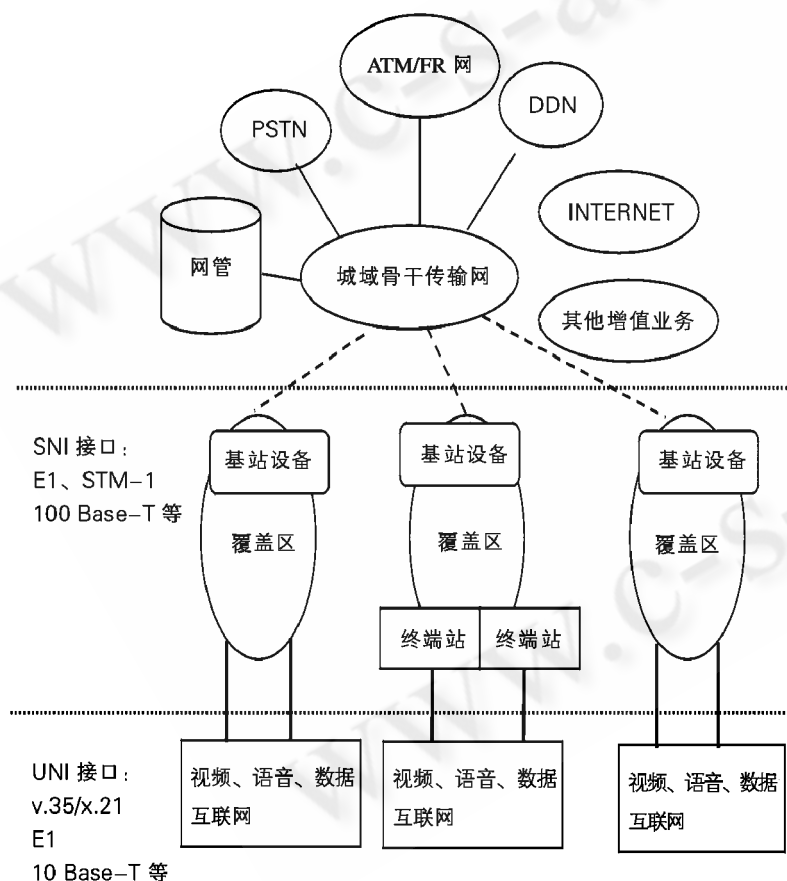 ATM/FR 网
PSTN
DDN
INTERNET
网管
城域骨干传输网
其他增值业务
SNI 接口：
E1、STM-1
100 Base-T 等
基站设备
基站设备
基站设备
覆盖区
覆盖区
覆盖区
终端站
终端站
UNI 接口：
v.35/x.21
E1
10 Base-T 等
视频、语音、数据
互联网
视频、语音、数据
互联网
视频、语音、数据
互联网